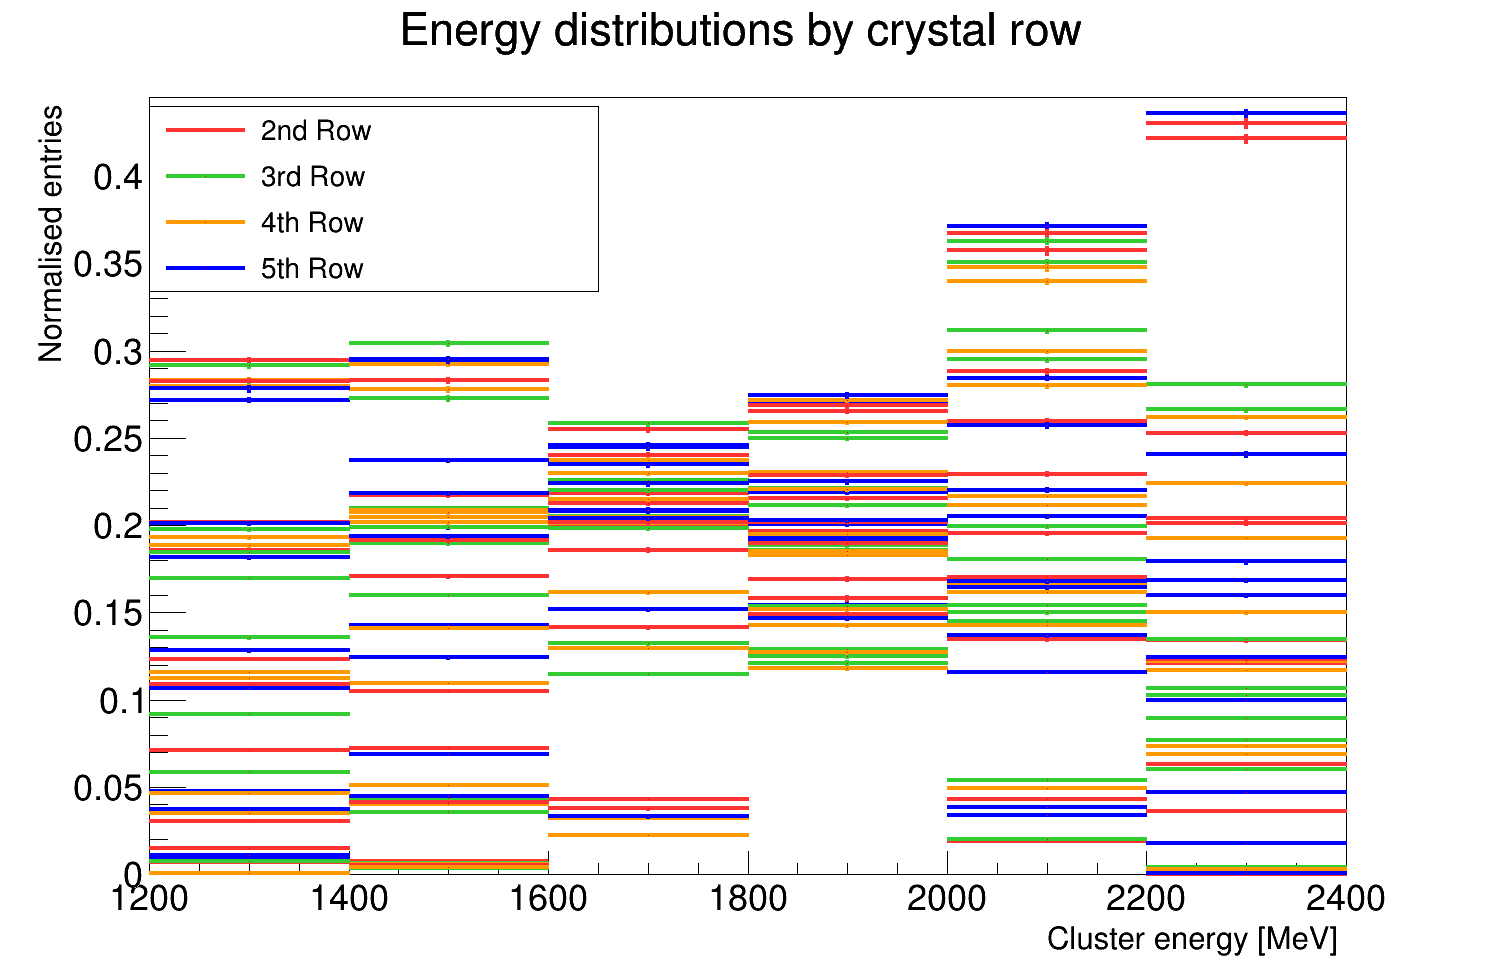 Energy distributions by crystal row
Normalised entries
2nd Row
3rd Row
4th Row
5th Row
0.4
0.35
0.3
0.25
0.2
0.15
0.1
0.05
0
1200 1400 1600 1800 2000 2200 2400
Cluster energy [MeV]